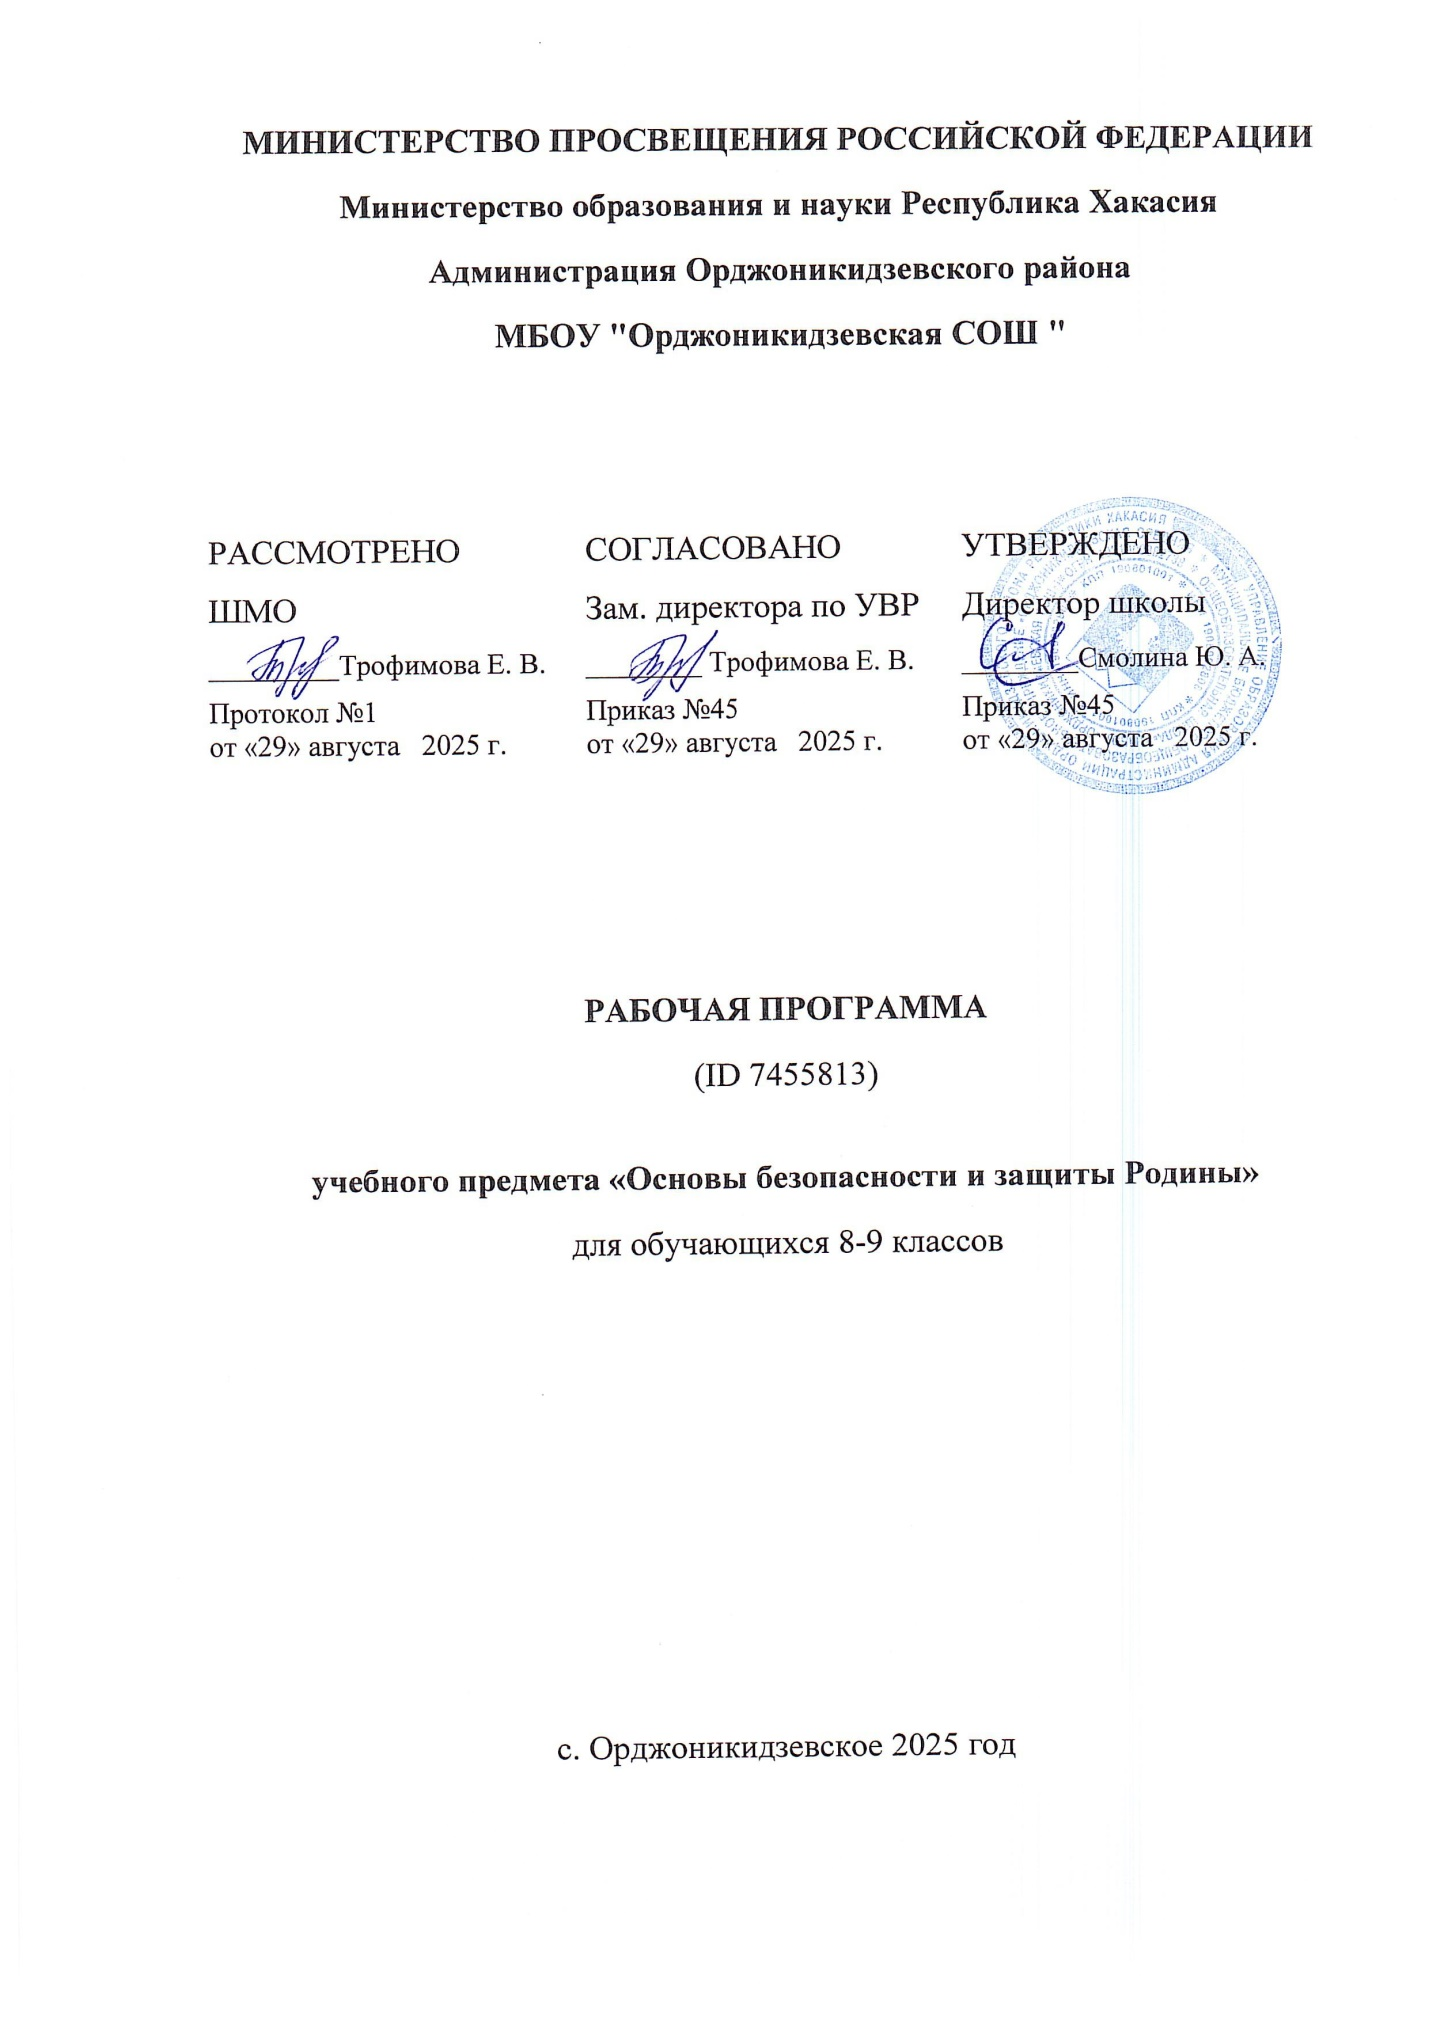 МИНИСТЕРСТВО ПРОСВЕЩЕНИЯ РОССИЙСКОЙ ФЕДЕРАЦИИ
Министерство образования и науки Республика Хакасия
Администрация Орджоникидзевского района
МБОУ "Орджоникидзевская СОШ "
РАССМОТРЕНО
ШМО
__________Трофимова Е. В.
Протокол №1
от «29» августа 2025 г.
СОГЛАСОВАНО
Зам. директора по УВР
_________Трофимова Е. В.
Приказ №45
от «29» августа 2025 г.
УТВЕРЖДЕНО
Директор школы
_________Смолина Ю. А.
Приказ №45
от «29» августа 2025 г.
РАБОЧАЯ ПРОГРАММА
(ID 7455813)
учебного предмета «Основы безопасности и защиты Родины»
для обучающихся 8-9 классов
с. Орджоникидзевское 2025 год